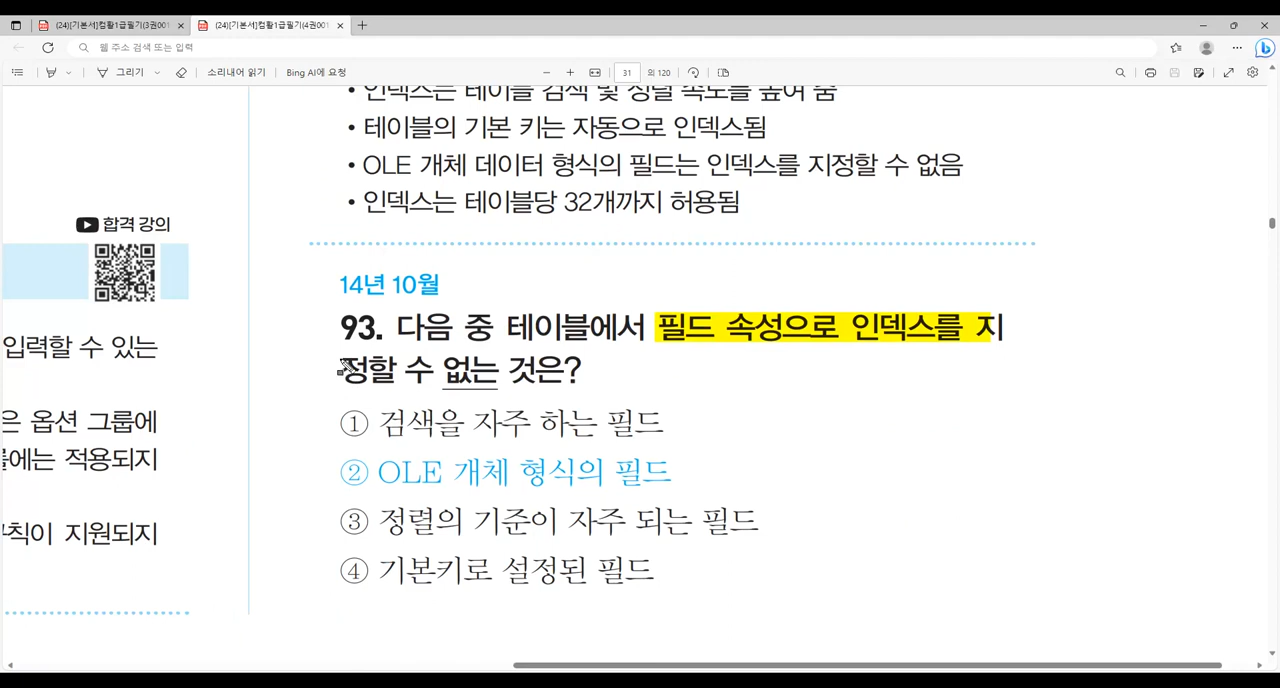 (24)[기본서]컴활1급필기(3권001
(24)[기본서]컴활1급필기(4권001
웹 주소 검색 또는 입력
그리기
소리내어 읽기
Bing AI에 요청
31
의 120
• 인덱스는 테이블 검색 및 정렬 속도를 높여 줌
• 테이블의 기본 키는 자동으로 인덱스됨
• OLE 개체 데이터 형식의 필드는 인덱스를 지정할 수 없음
• 인덱스는 테이블당 32개까지 허용됨
합격 강의
입력할 수 있는
은 옵션 그룹에
에는 적용되지
칙이 지원되지
14년 10월
93. 다음 중 테이블에서 필드 속성으로 인덱스를 지
정할 수 없는 것은?
① 검색을 자주 하는 필드
② OLE 개체 형식의 필드
③ 정렬의 기준이 자주 되는 필드
④ 기본키로 설정된 필드